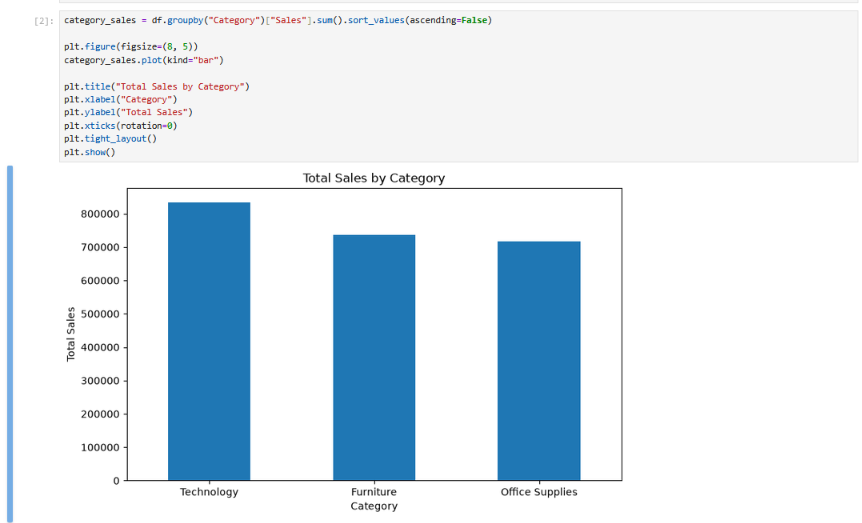 [2]:
category_sales = df.groupby("Category")["Sales"].sum().sort_values(ascending=False)
plt.figure(figsize=(8, 5))
category_sales.plot(kind="bar")
plt.title("Total Sales by Category")
plt.xlabel("Category")
plt.ylabel("Total Sales")
plt.xticks(rotation=0)
plt.tight_layout()
plt.show()
Total Sales by Category
800000
700000
600000
500000
400000
300000
200000
100000
0
Total Sales
Technology
Furniture
Office Supplies
Category